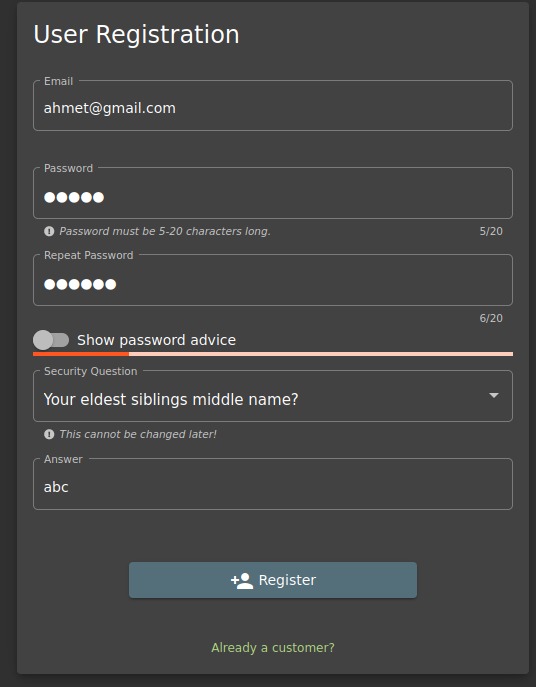 User Registration
Email
ahmet@gmail.com
Password
●●●●●
Password must be 5-20 characters long.
5/20
Repeat Password
●●●●●●
6/20
Show password advice
Security Question
Your eldest siblings middle name?
This cannot be changed later!
Answer
abc
Register
Already a customer?